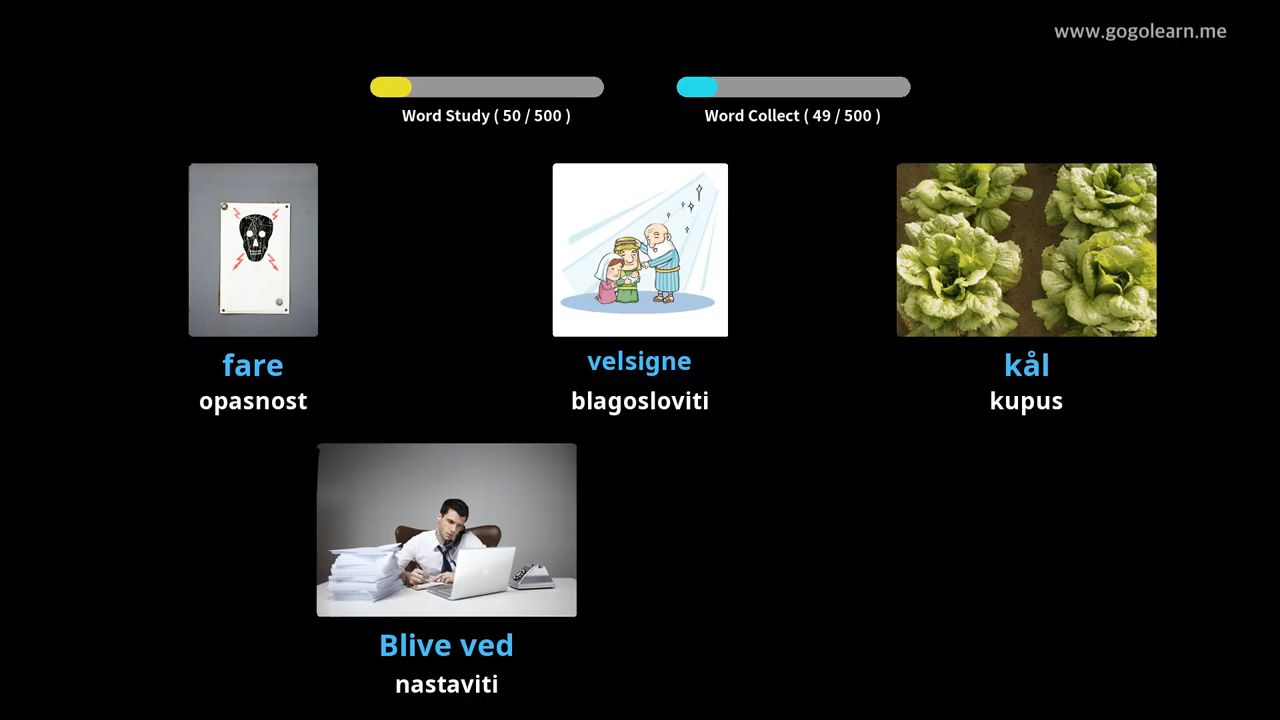 www.gogolearn.me
Word Study ( 50 / 500 )
Word Collect ( 49 / 500 )
fare
opasnost
velsigne
blagosloviti
kål
kupus
Blive ved
nastaviti